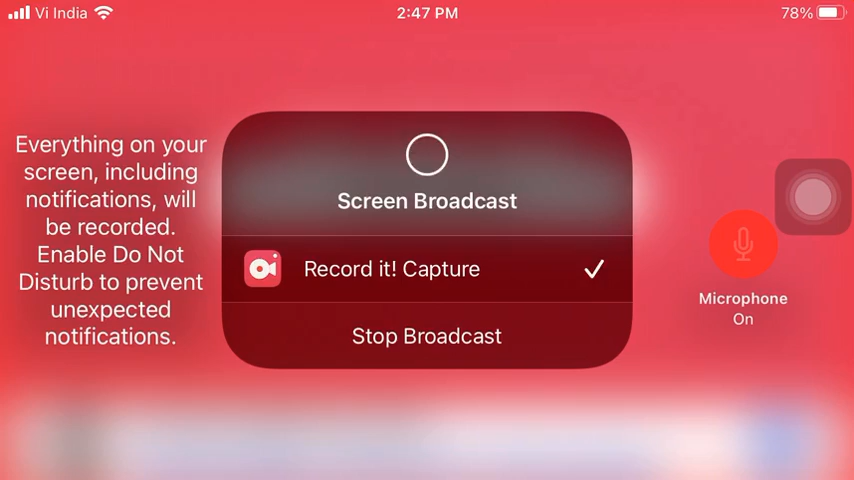 Vi India
2:47 PM
78%
Everything on your
screen, including
notifications, will
be recorded.
Enable Do Not
Disturb to prevent
unexpected
notifications.
Screen Broadcast
Record it! Capture
Stop Broadcast
Microphone
On